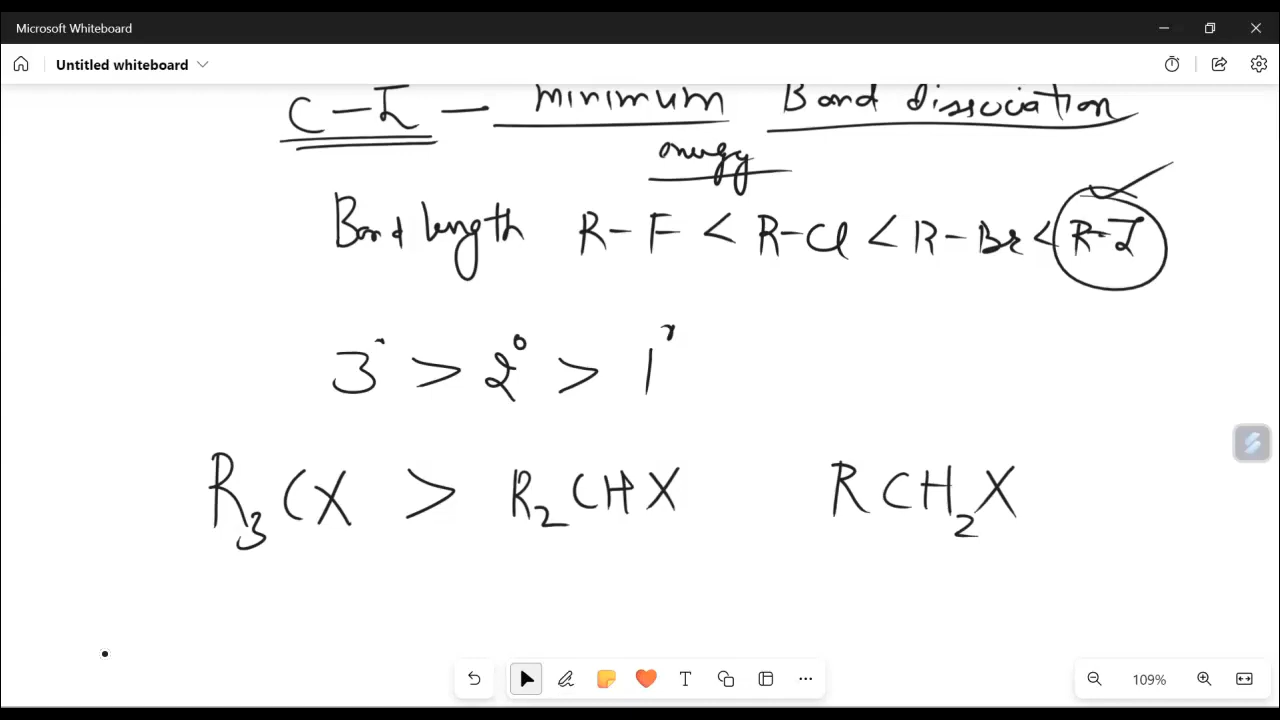 Microsoft Whiteboard
Untitled whiteboard
C-I - minimum Bond dissociation
energy
Bond length R-F < R-Cl < R-Br < R-I
3° > 2° > 1°
R₃CX > R₂CHX RCH₂X
109%